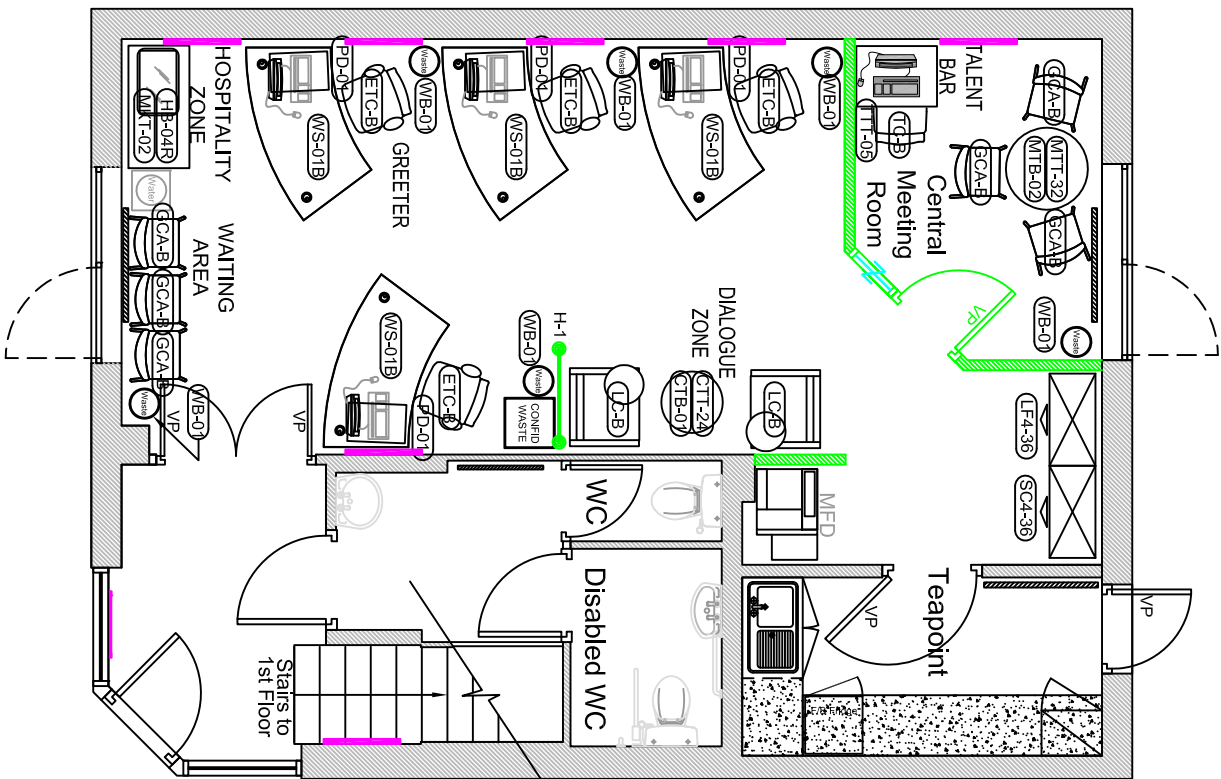 HOSPITALITY
ZONE
HB-04R
MLT-02
Water
GCA-B
GCA-B
GCA-B
WAITING
AREA
WB-01
Waste
VP
VP
PD-01
ETC-B
Waste
WB-01
WS-01B
GREETER
PD-01
ETC-B
Waste
WB-01
WS-01B
PD-01
ETC-B
Waste
WB-01
WS-01B
TALENT
BAR
TC-B
TTT-05
GCA-B
GCA-B
MTT-32
MTB-02
GCA-B
Central
Meeting
Room
VP
WB-01
Waste
WS-01B
ETC-B
PD-01
WB-01
Waste
H-1
CONFID
WASTE
LC-B
DIALOGUE
ZONE
CTT-24
CTB-01
LC-B
LF4-36
SC4-36
MFD
WC
Disabled WC
Teapoint
VP
VP
Stairs to
1st Floor